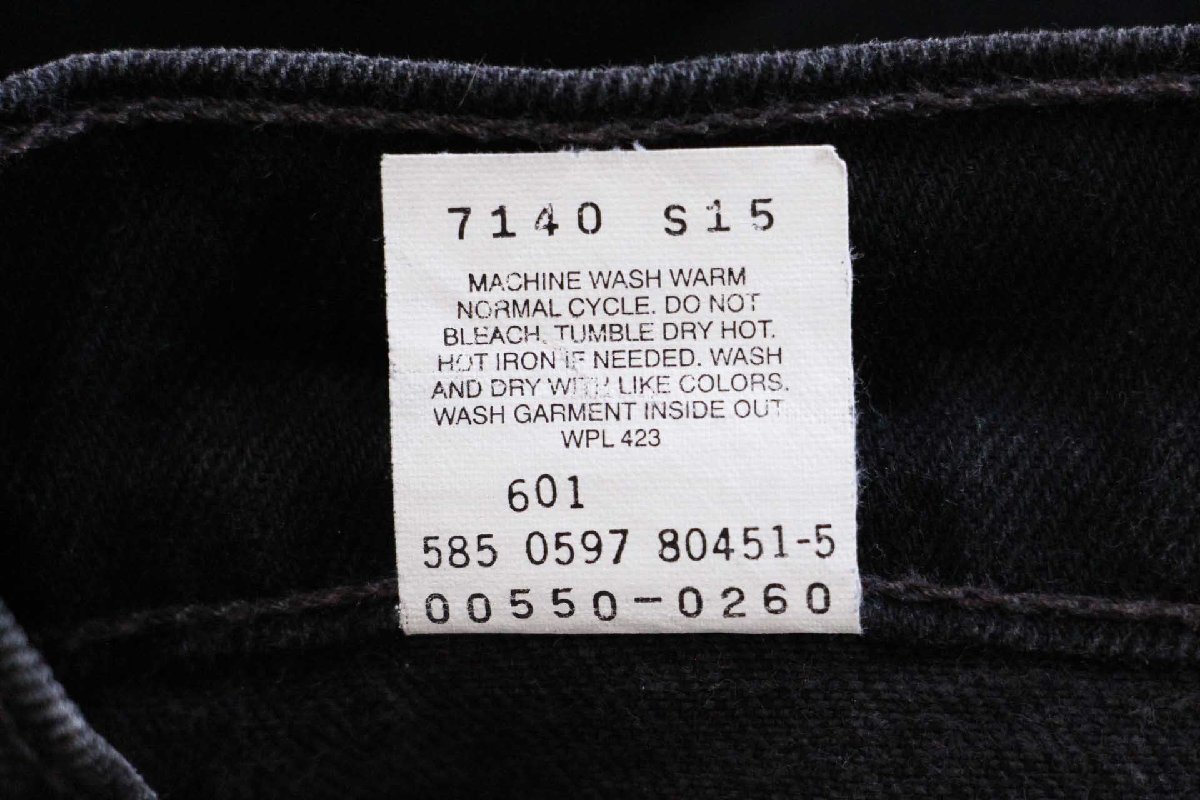 7140 S15
MACHINE WASH WARM
NORMAL CYCLE. DO NOT
BLEACH. TUMBLE DRY HOT.
HOT IRON IF NEEDED. WASH
AND DRY WITH LIKE COLORS.
WASH GARMENT INSIDE OUT
WPL 423
601
585 0597 80451-5
00550-0260